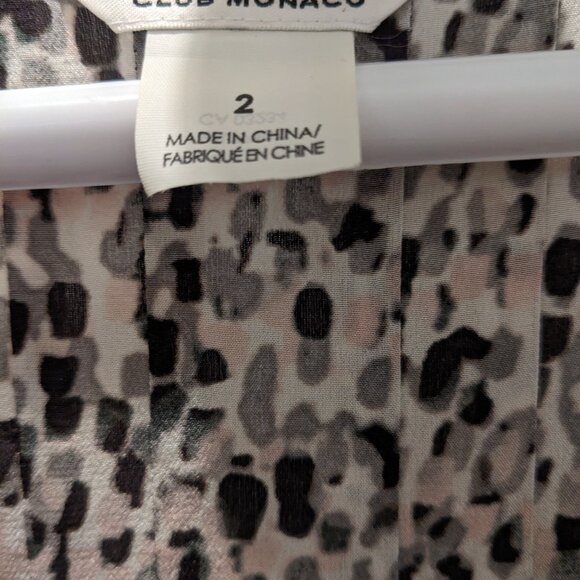 CLUB MONACO
2
MADE IN CHINA/
FABRIQUÉ EN CHINE